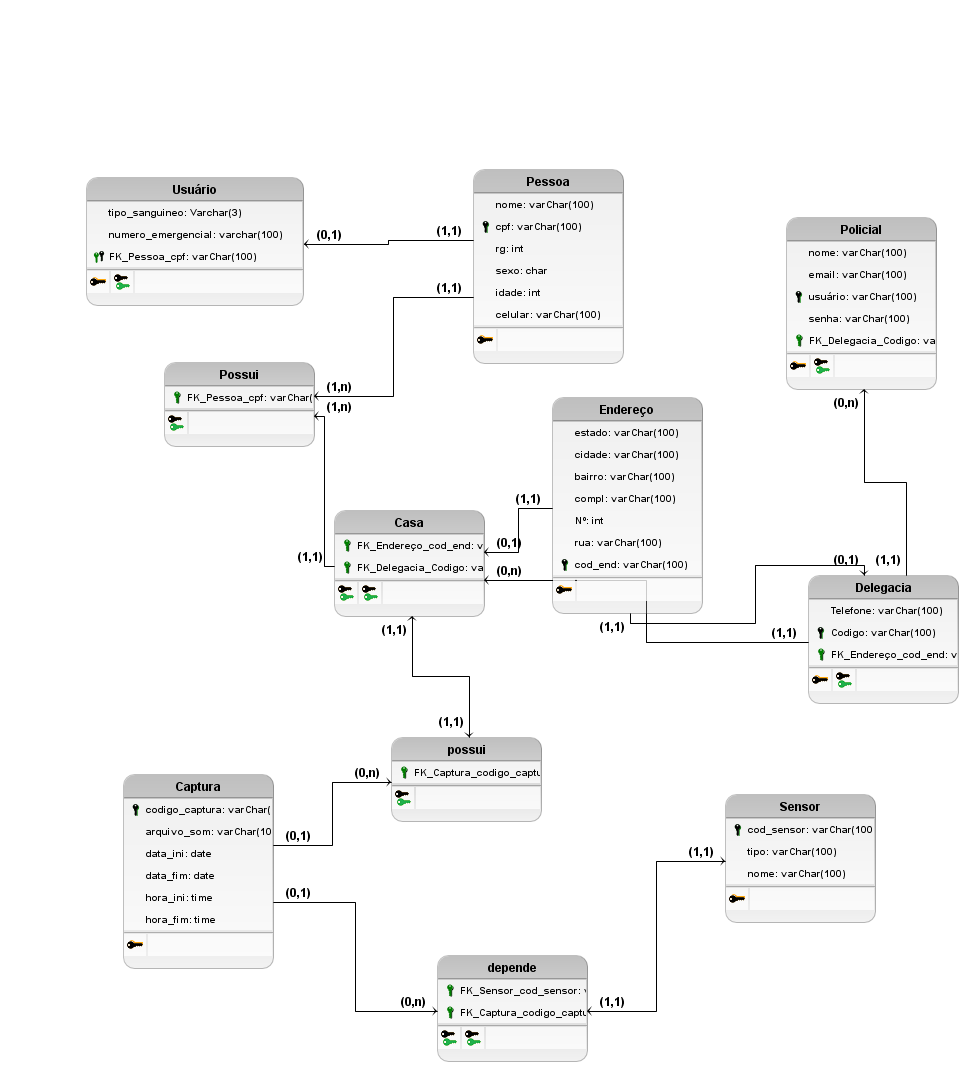 Usuário
tipo_sanguineo: Varchar(3)
numero_emergencial: varchar(100)
FK_Pessoa_cpf: varChar(100)
(0,1)
(1,1)
(1,1)
Pessoa
nome: varChar(100)
cpf: varChar(100)
rg: int
sexo: char
idade: int
celular: varChar(100)
Policial
nome: varChar(100)
email: varChar(100)
usuário: varChar(100)
senha: varChar(100)
FK_Delegacia_Codigo: va
(0,n)
Possui
FK_Pessoa_cpf: varChar(
(1,n)
(1,n)
Endereço
estado: varChar(100)
cidade: varChar(100)
bairro: varChar(100)
compl: varChar(100)
Nº: int
rua: varChar(100)
cod_end: varChar(100)
(1,1)
(0,1)
(0,n)
(1,1)
Casa
FK_Endereço_cod_end: v
FK_Delegacia_Codigo: va
(1,1)
(1,1)
(0,1)
(1,1)
(1,1)
Delegacia
Telefone: varChar(100)
Codigo: varChar(100)
FK_Endereço_cod_end: v
(1,1)
possui
FK_Captura_codigo_captu
(0,n)
(0,1)
(0,1)
Captura
codigo_captura: varChar(
arquivo_som: varChar(10
data_ini: date
data_fim: date
hora_ini: time
hora_fim: time
Sensor
cod_sensor: varChar(100
tipo: varChar(100)
nome: varChar(100)
(1,1)
depende
FK_Sensor_cod_sensor:
FK_Captura_codigo_captu
(0,n)
(1,1)